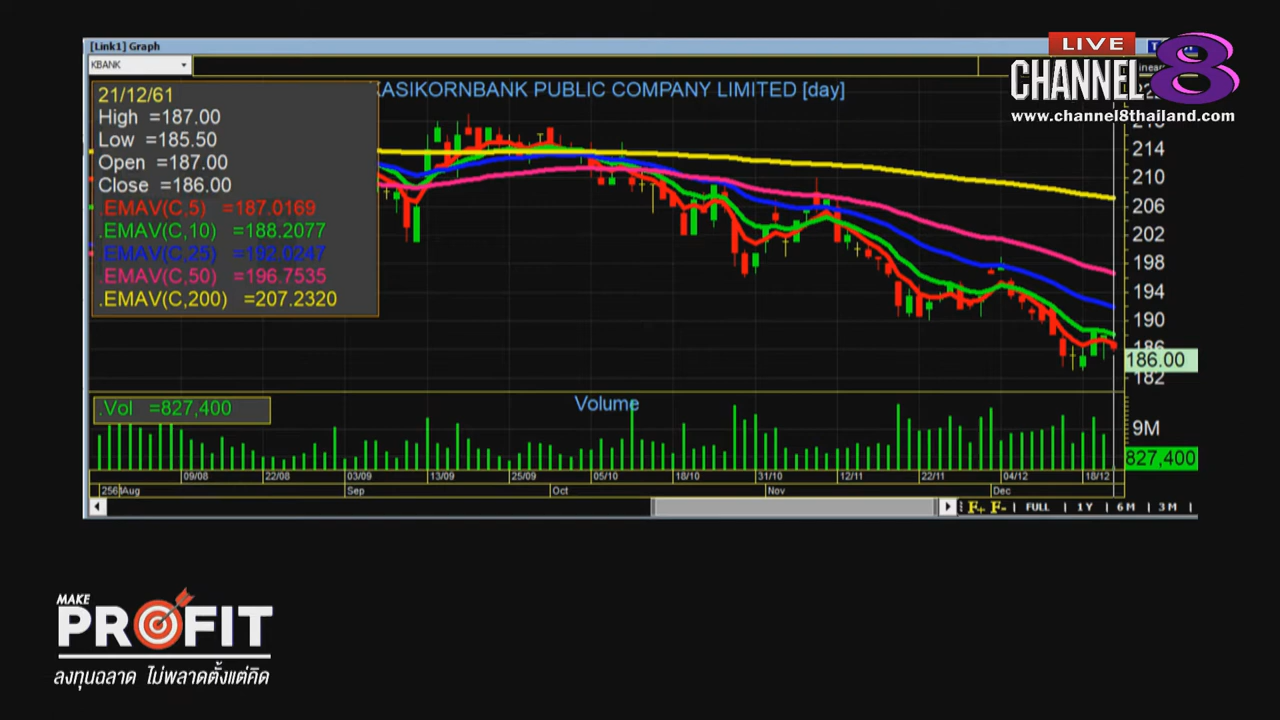 [Link1] Graph
LIVE
CHANNEL 8
www.channel8thailand.com
KBANK
KASIKORNBANK PUBLIC COMPANY LIMITED [day]
21/12/61
High =187.00
Low =185.50
Open =187.00
Close =186.00
.EMAV(C,5) =187.0169
.EMAV(C,10) =188.2077
.EMAV(C,25) =192.0247
.EMAV(C,50) =196.7535
.EMAV(C,200) =207.2320
214
210
206
202
198
194
190
186
186.00
182
.Vol =827,400
Volume
9M
827,400
09/08 22/08 03/09 13/09 25/09 05/10 18/10 31/10 12/11 22/11 04/12 18/12
Aug Sep Oct Nov Dec
F+ F- | FULL | 1 Y | 6 M | 3 M |
MAKE
PROFIT
ลงทุนฉลาด ไม่พลาดตั้งแต่คิด